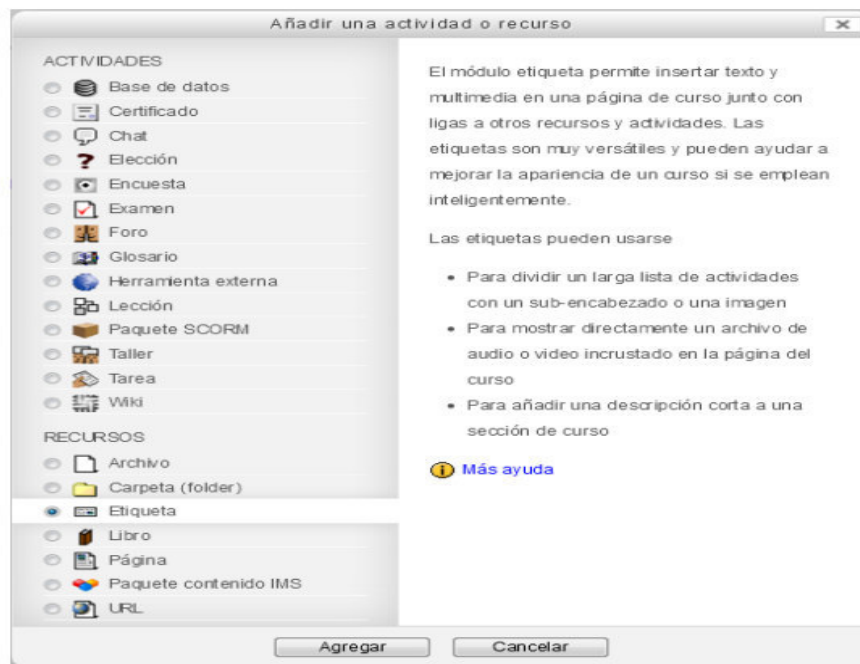 Añadir una actividad o recurso
ACTIVIDADES
Base de datos
Certificado
Chat
Elección
Encuesta
Examen
Foro
Glosario
Herramienta externa
Lección
Paquete SCORM
Taller
Tarea
Wiki
RECURSOS
Archivo
Carpeta (folder)
Etiqueta
Libro
Página
Paquete contenido IMS
URL
El módulo etiqueta permite insertar texto y
multimedia en una página de curso junto con
ligas a otros recursos y actividades. Las
etiquetas son muy versátiles y pueden ayudar a
mejorar la apariencia de un curso si se emplean
inteligentemente.
Las etiquetas pueden usarse
• Para dividir un larga lista de actividades
con un sub-encabezado o una imagen
• Para mostrar directamente un archivo de
audio o video incrustado en la página del
curso
• Para añadir una descripción corta a una
sección de curso
Más ayuda
Agregar
Cancelar